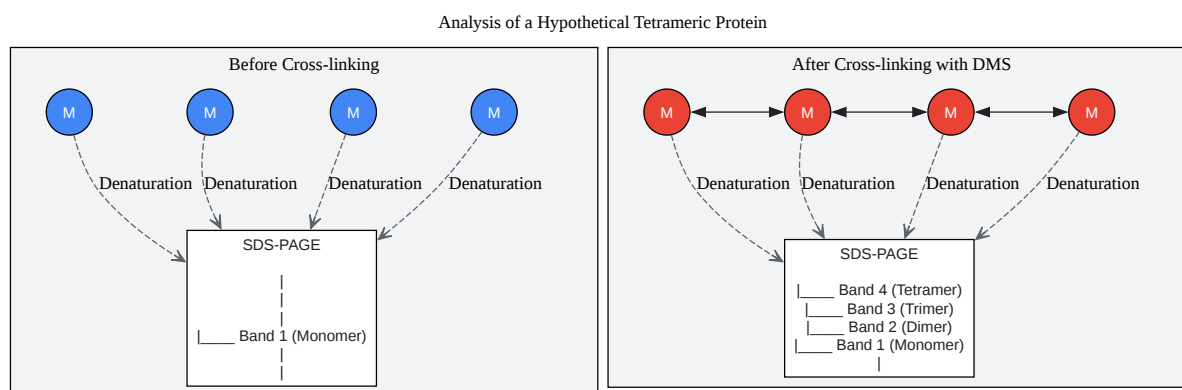 Analysis of a Hypothetical Tetrameric Protein
Before Cross-linking
M M M M
Denaturation Denaturation Denaturation Denaturation
SDS-PAGE
|
|
|
|____ Band 1 (Monomer)
|
|
After Cross-linking with DMS
M M M M
Denaturation Denaturation Denaturation Denaturation
SDS-PAGE
|____ Band 4 (Tetramer)
|____ Band 3 (Trimer)
|____ Band 2 (Dimer)
|____ Band 1 (Monomer)
|